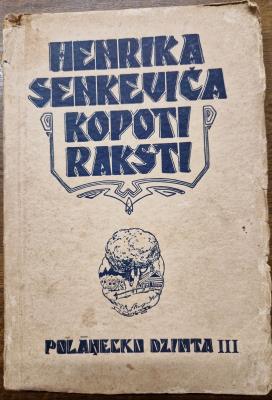 HENRIKA
SENKEVIČA
KOPOTI
RAKSTI
POLAŅECKU DZIMTA III